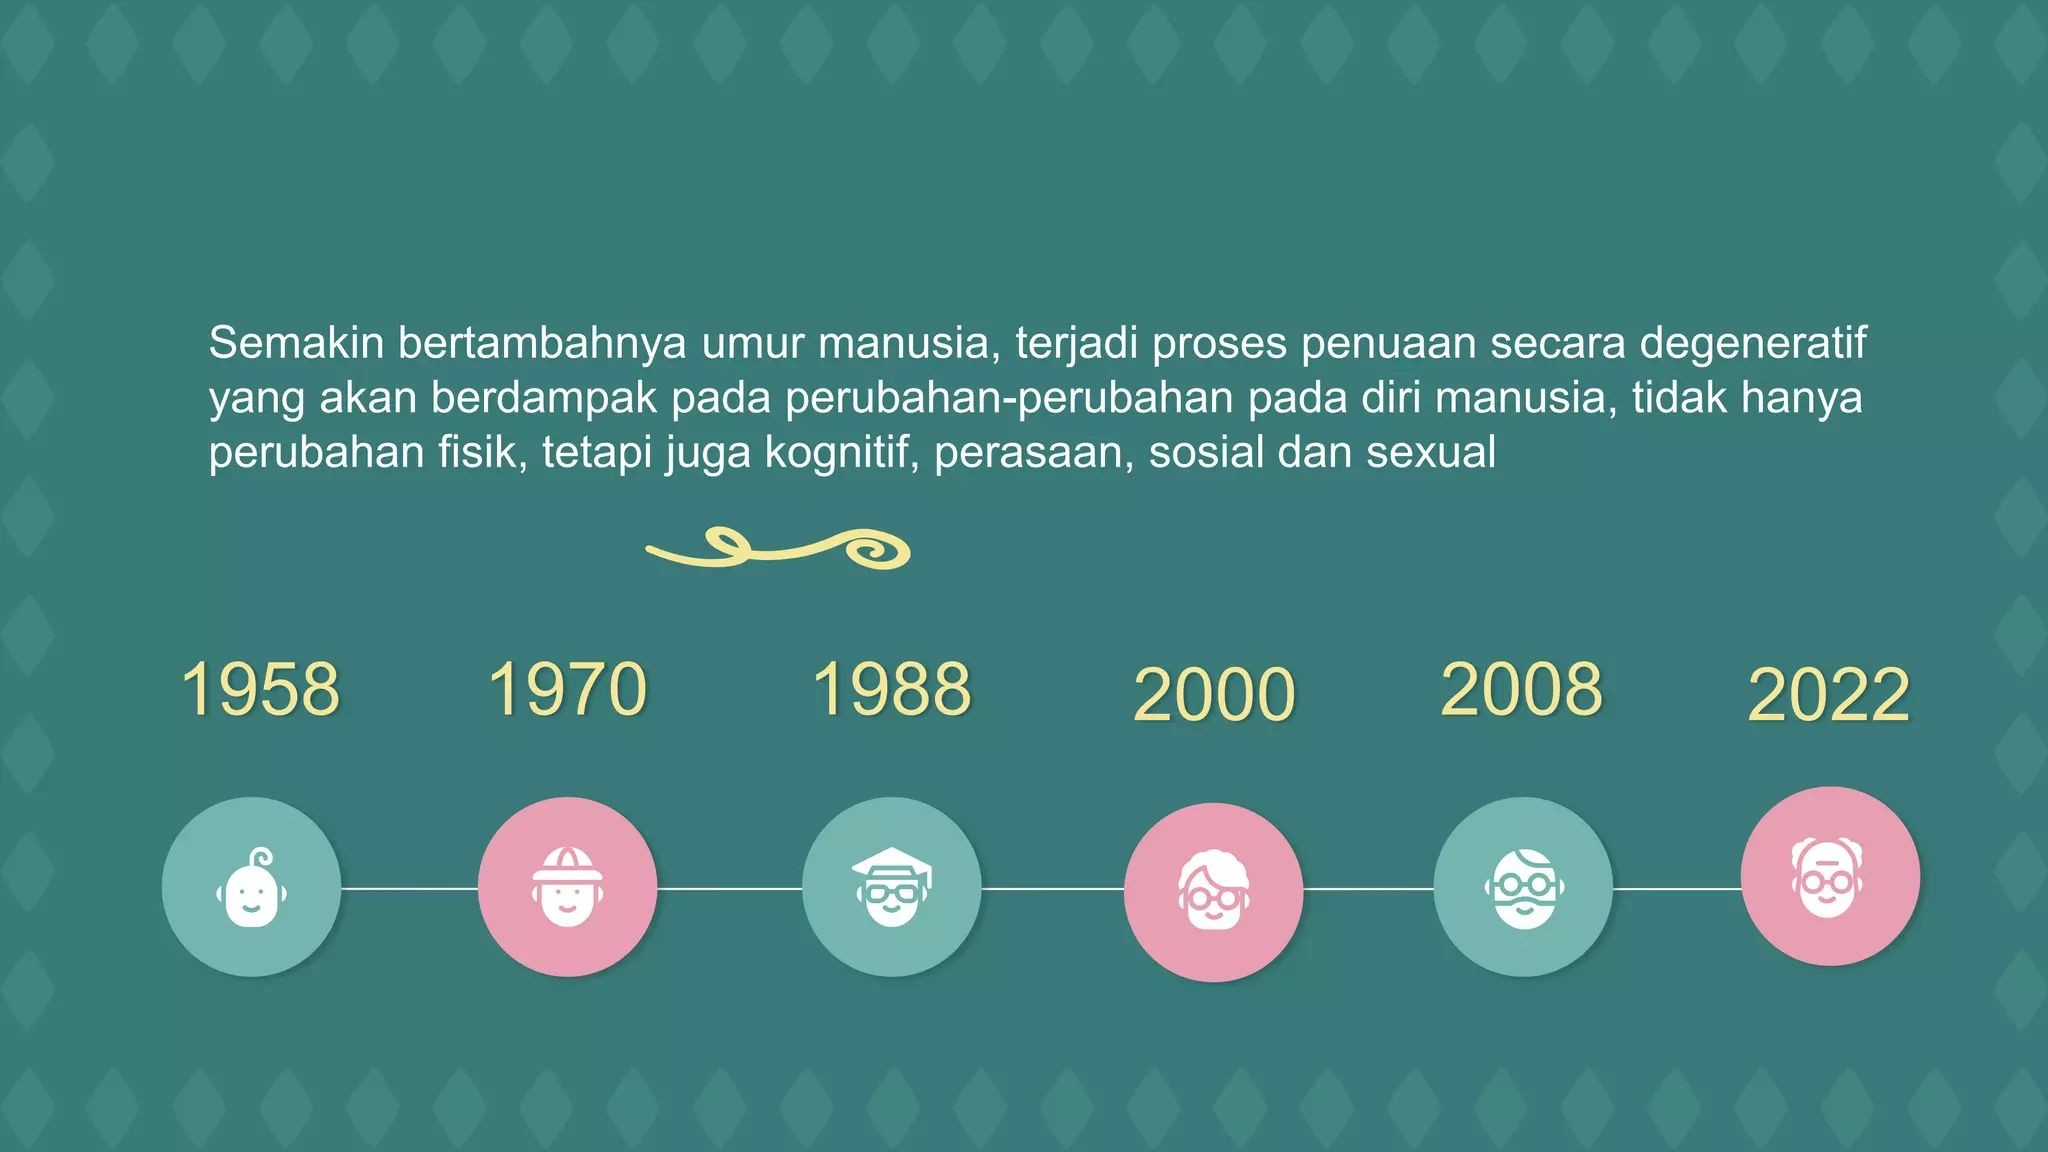 Semakin bertambahnya umur manusia, terjadi proses penuaan secara degeneratif
yang akan berdampak pada perubahan-perubahan pada diri manusia, tidak hanya
perubahan fisik, tetapi juga kognitif, perasaan, sosial dan sexual
1958 1970 1988 2000 2008 2022